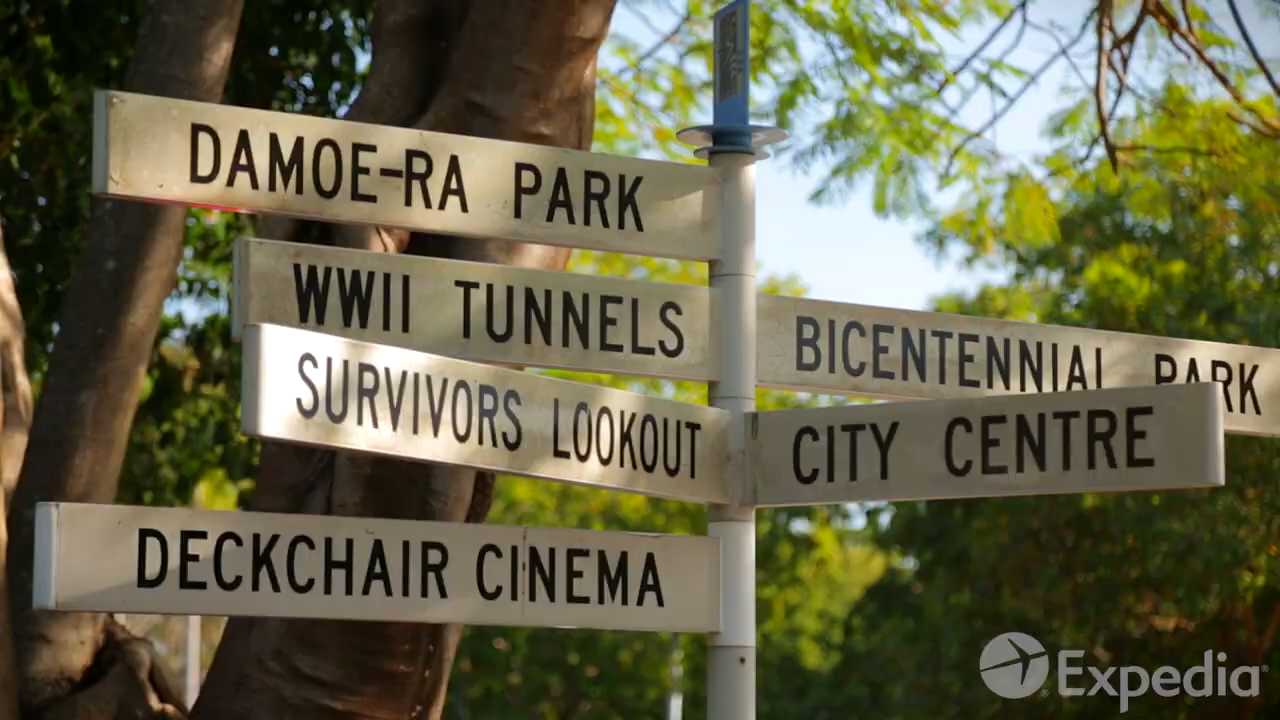 DAMOE-RA PARK
WWII TUNNELS
BICENTENNIAL PARK
SURVIVORS LOOKOUT
CITY CENTRE
DECKCHAIR CINEMA
Expedia®